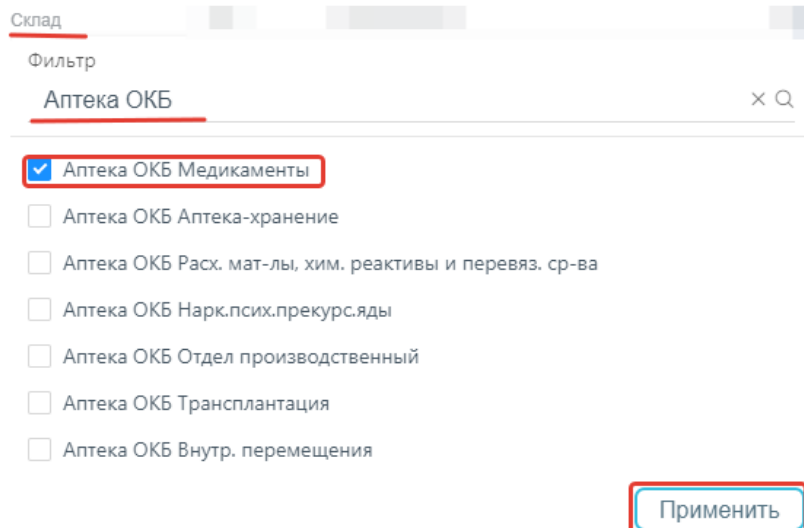 Склад
Фильтр
Аптека ОКБ
Аптека ОКБ Медикаменты
Аптека ОКБ Аптека-хранение
Аптека ОКБ Расх. мат-лы, хим. реактивы и перевяз. ср-ва
Аптека ОКБ Нарк.псих.прекурс.яды
Аптека ОКБ Отдел производственный
Аптека ОКБ Трансплантация
Аптека ОКБ Внутр. перемещения
Применить